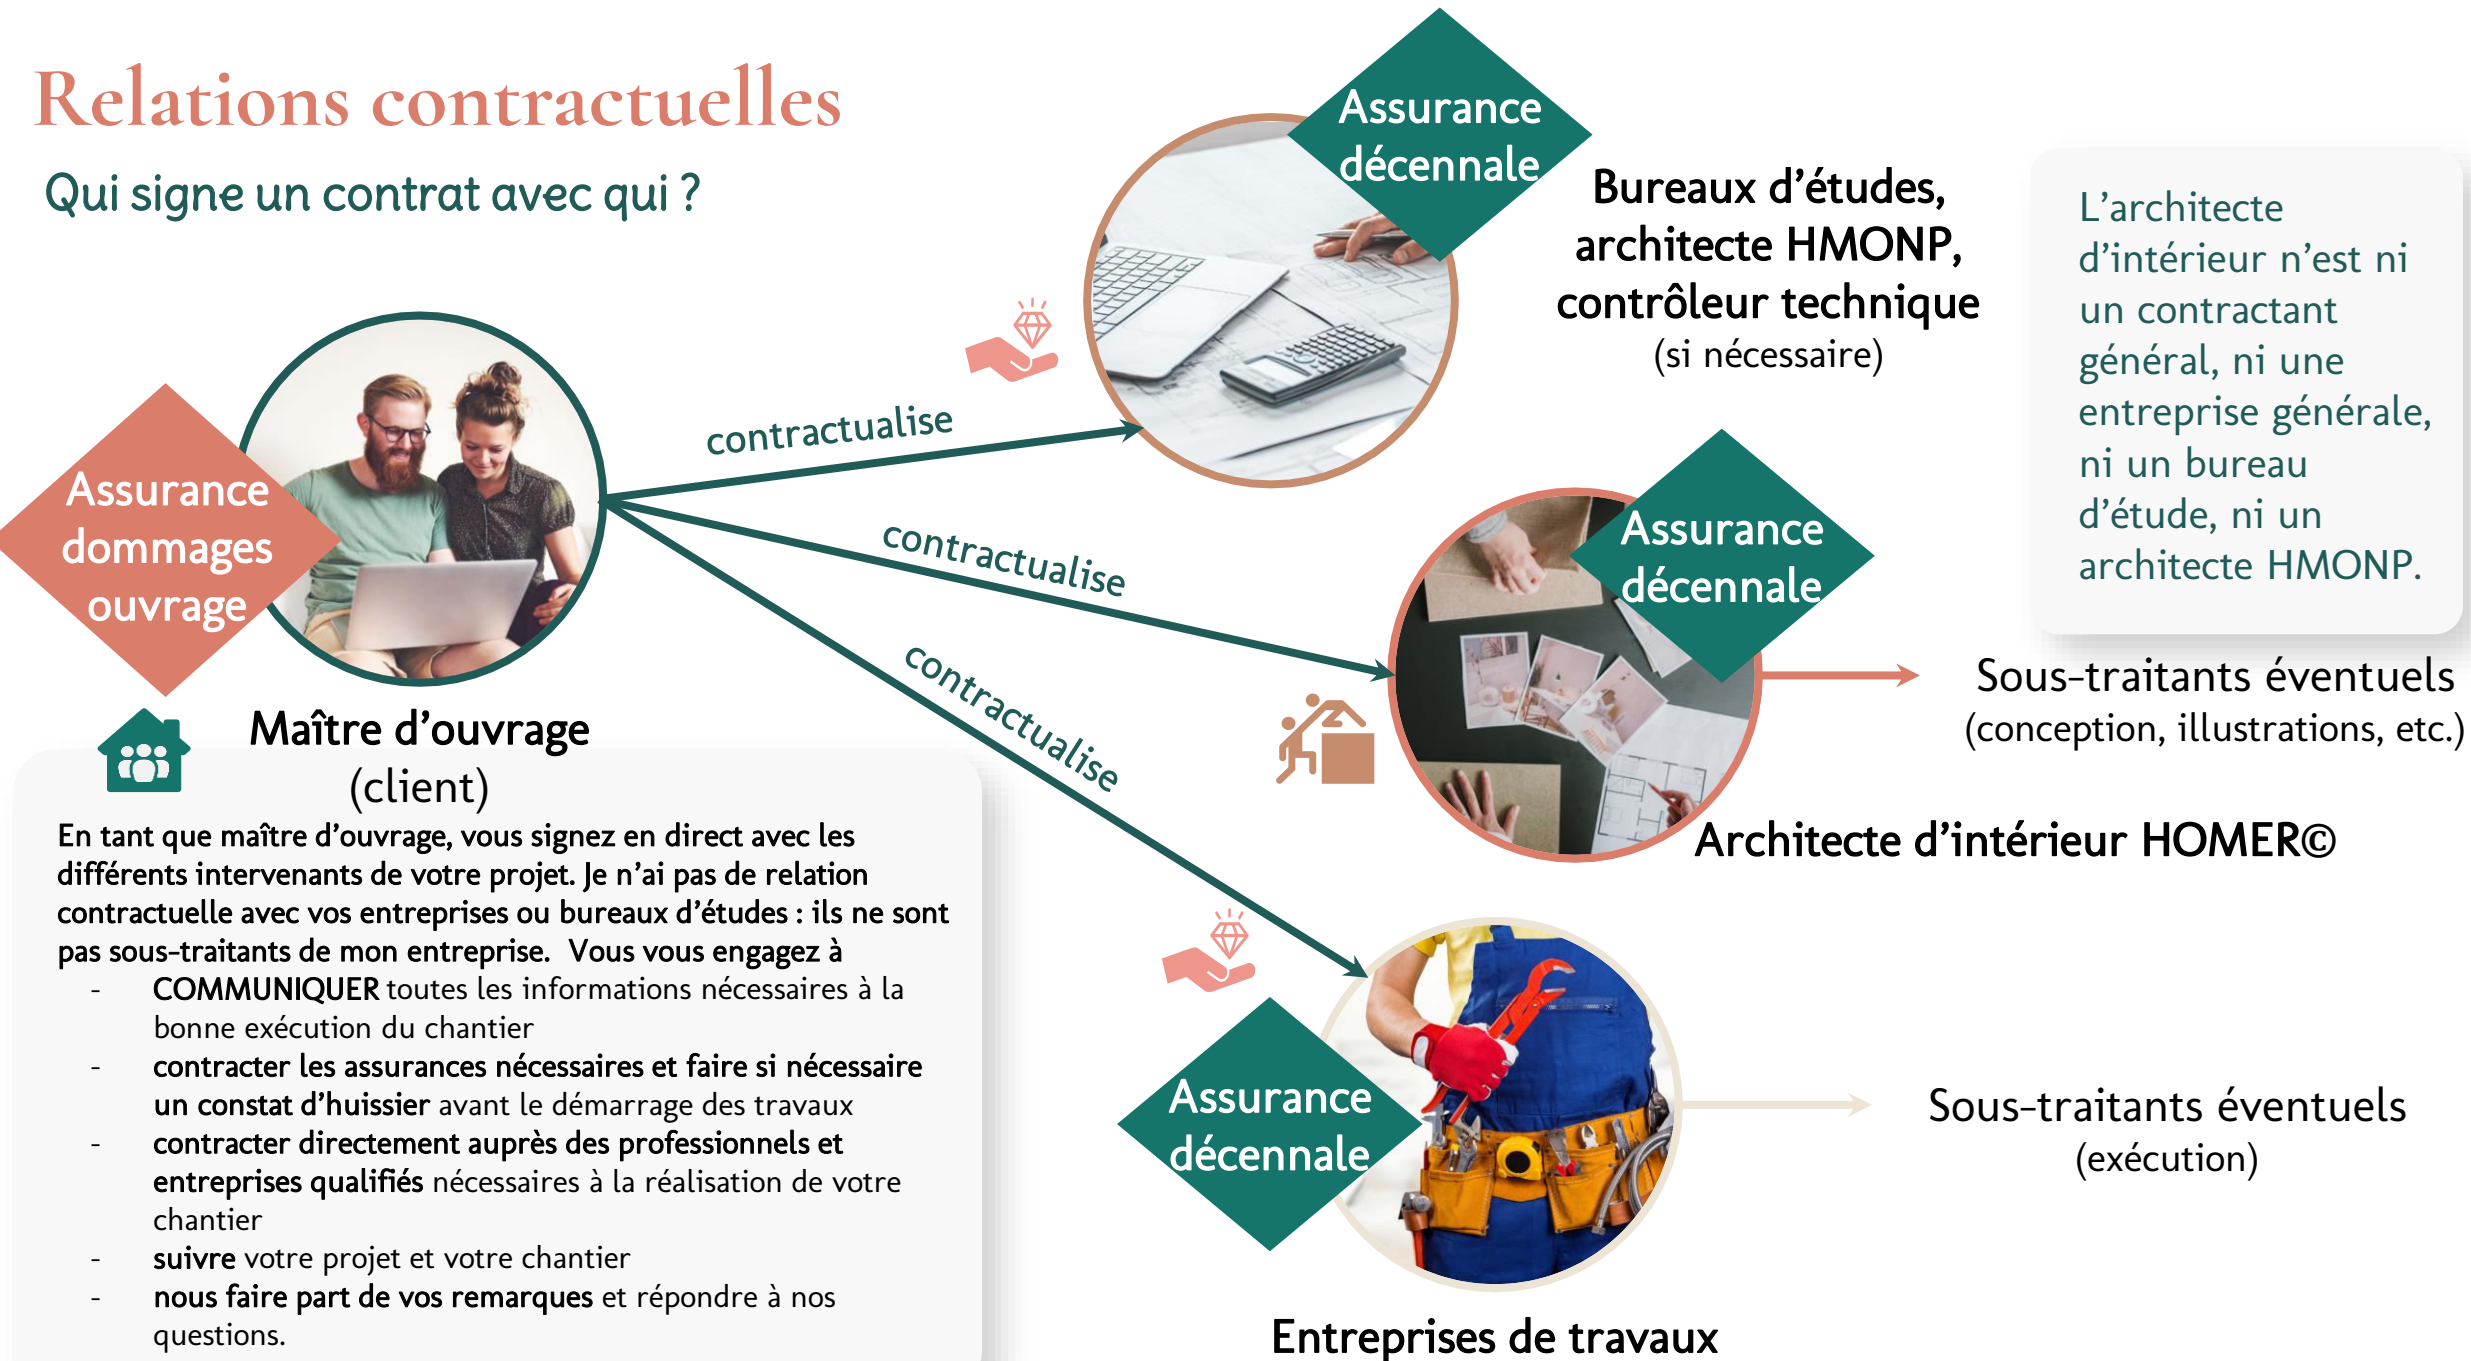 Relations contractuelles
Qui signe un contrat avec qui ?
Assurance
décennale
Bureaux d’études,
architecte HMONP,
contrôleur technique
(si nécessaire)
L’architecte
d’intérieur n’est ni
un contractant
général, ni une
entreprise générale,
ni un bureau
d’étude, ni un
architecte HMONP.
contractualise
Assurance
dommages
ouvrage
contractualise
Assurance
décennale
contractualise
Sous-traitants éventuels
(conception, illustrations, etc.)
Maître d’ouvrage
(client)
Architecte d’intérieur HOMER©
En tant que maître d’ouvrage, vous signez en direct avec les
différents intervenants de votre projet. Je n’ai pas de relation
contractuelle avec vos entreprises ou bureaux d’études : ils ne sont
pas sous-traitants de mon entreprise.  Vous vous engagez à
- COMMUNIQUER toutes les informations nécessaires à la
bonne exécution du chantier
- contracter les assurances nécessaires et faire si nécessaire
un constat d’huissier avant le démarrage des travaux
- contracter directement auprès des professionnels et
entreprises qualifiés nécessaires à la réalisation de votre
chantier
- suivre votre projet et votre chantier
- nous faire part de vos remarques et répondre à nos
questions.
Assurance
décennale
Sous-traitants éventuels
(exécution)
Entreprises de travaux